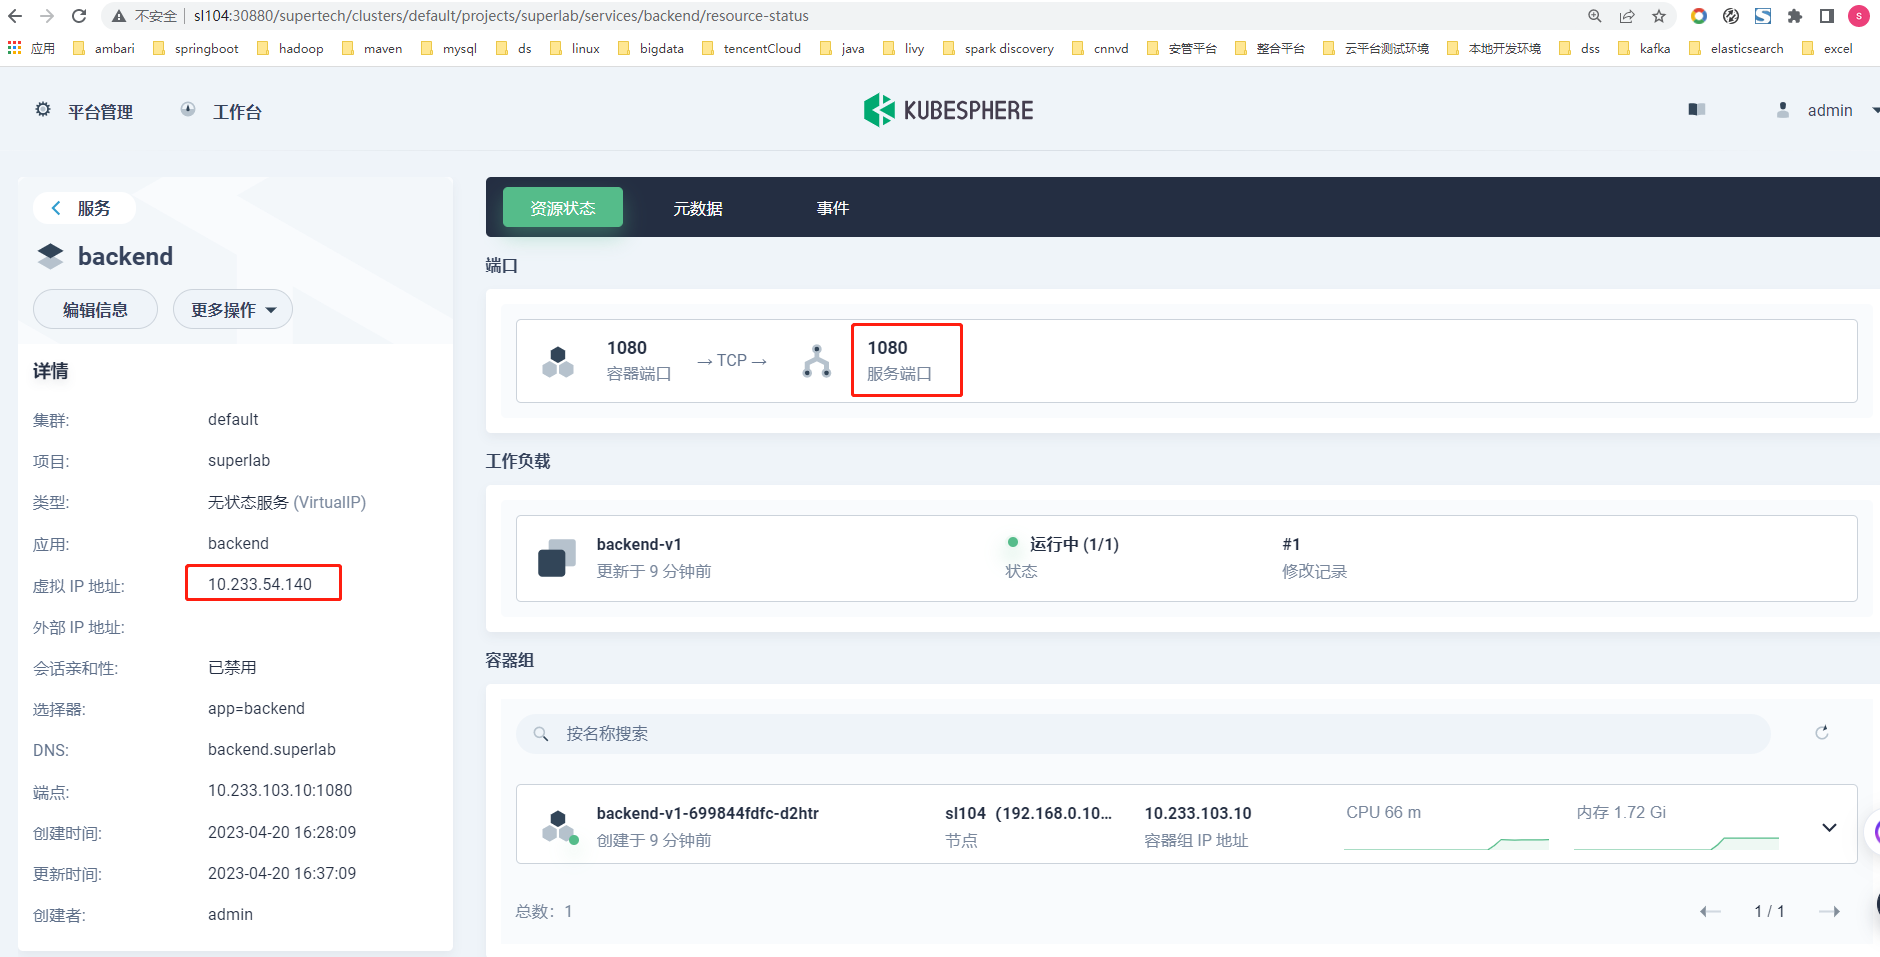 不安全 sl104:30880/supertech/clusters/default/projects/superlab/services/backend/resource-status
S
应用 ambari springboot hadoop maven mysql ds linux bigdata tencentCloud java livy spark discovery cnnvd 安管平台 整合平台 云平台测试环境 本地开发环境 dss kafka elasticsearch excel
平台管理 工作台 KUBESPHERE admin
服务
backend
编辑信息 更多操作
详情
集群: default
项目: superlab
类型: 无状态服务 (VirtualIP)
应用: backend
虚拟 IP 地址: 10.233.54.140
外部 IP 地址:
会话亲和性: 已禁用
选择器: app=backend
DNS: backend.superlab
端点: 10.233.103.10:1080
创建时间: 2023-04-20 16:28:09
更新时间: 2023-04-20 16:37:09
创建者: admin
资源状态 元数据 事件
端口
1080 → TCP → 1080
容器端口 服务端口
工作负载
backend-v1 运行中 (1/1) #1
更新于 9 分钟前 状态 修改记录
容器组
按名称搜索
backend-v1-699844fdfc-d2htr sl104（192.168.0.10... 10.233.103.10 CPU 66 m 内存 1.72 Gi
创建于 9 分钟前 节点 容器组 IP 地址
总数：1 1 / 1